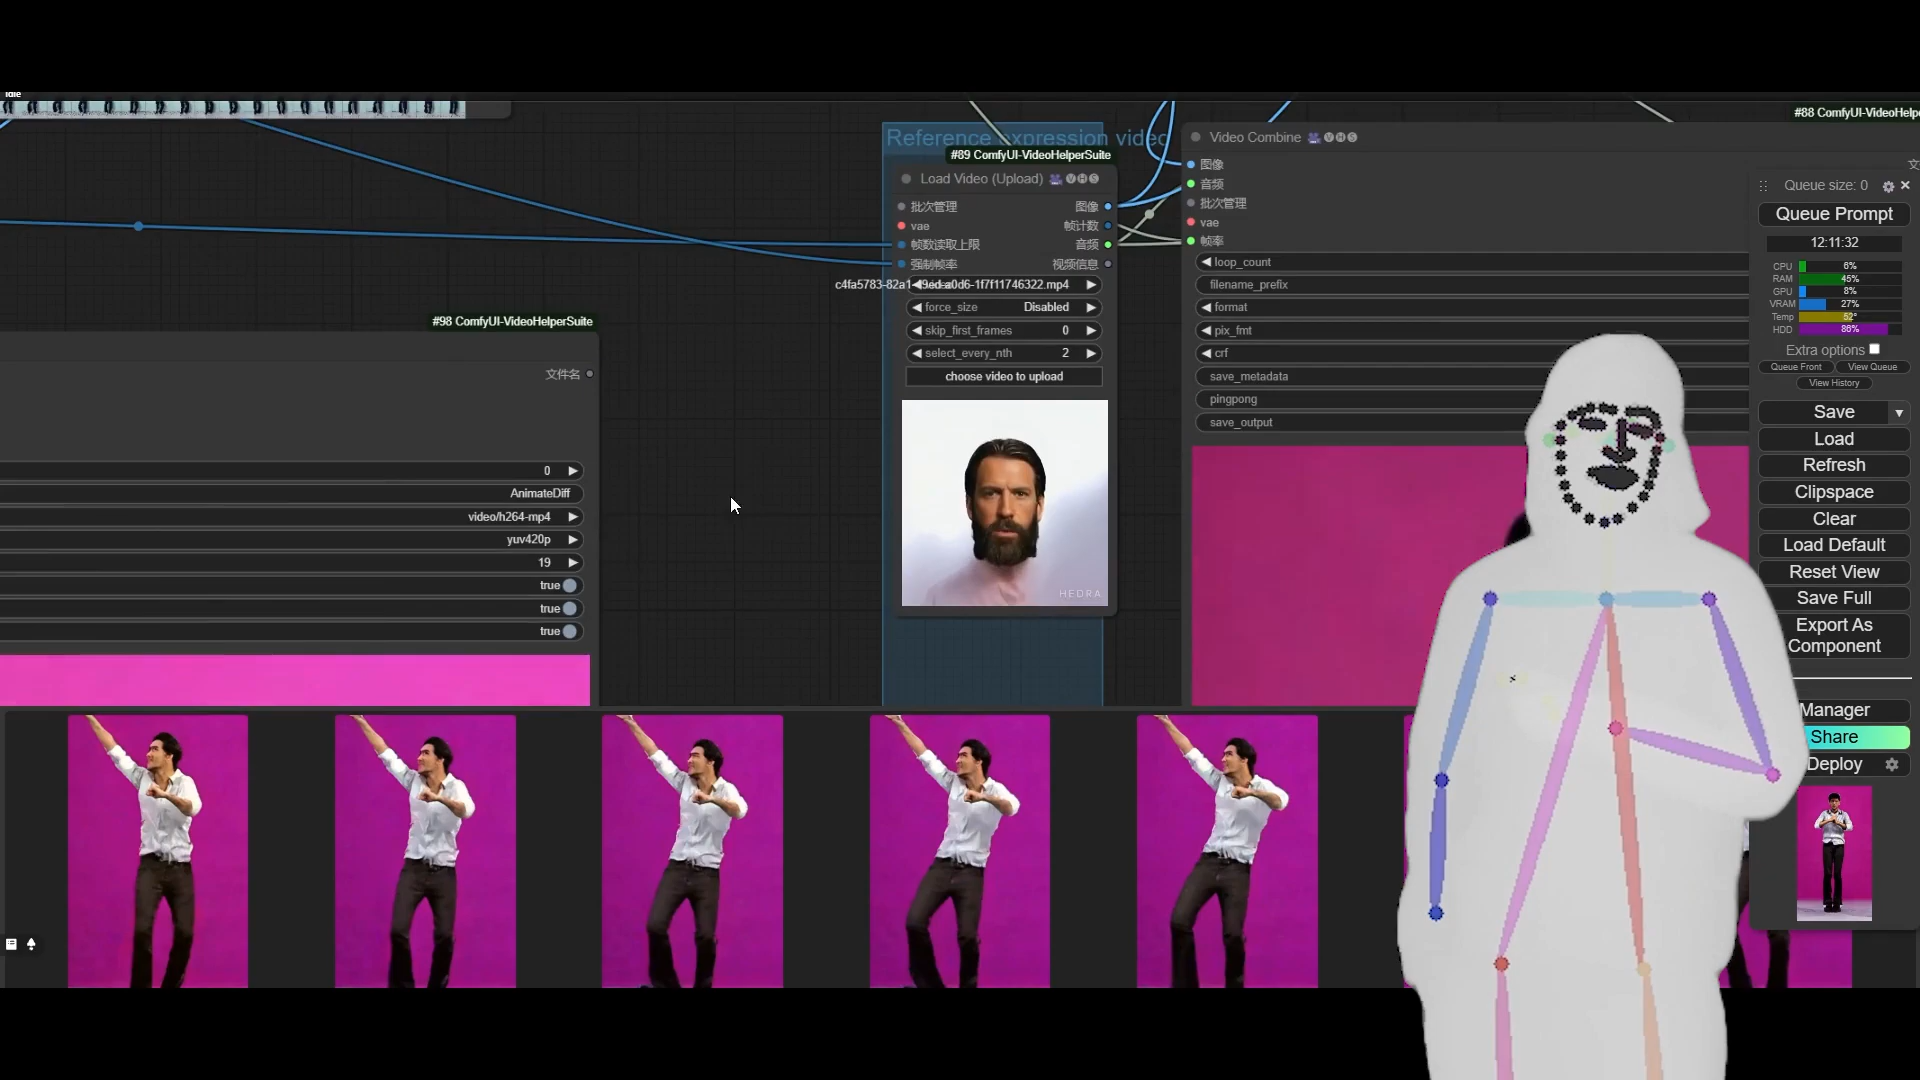 Idle
#88 ComfyUI-VideoHelpe
Reference expression video
Video Combine
#89 ComfyUI-VideoHelperSuite
Load Video (Upload)
批次管理
图像
vae
帧计数
帧数读取上限
音频
强制帧率
视频信息
force_size
Disabled
skip_first_frames
0
select_every_nth
2
choose video to upload
HEDRA
图像
音频
批次管理
vae
帧率
loop_count
filename_prefix
format
pix_fmt
crf
save_metadata
pingpong
save_output
#98 ComfyUI-VideoHelperSuite
文件名
0
AnimateDiff
video/h264-mp4
yuv420p
19
true
true
true
Queue size: 0
Queue Prompt
12:11:32
CPU
6%
RAM
45%
GPU
8%
VRAM
27%
Temp
52°
HDD
86%
Extra options
Queue Front
View Queue
View History
Save
Load
Refresh
Clipspace
Clear
Load Default
Reset View
Save Full
Export As
Component
Manager
Share
Deploy